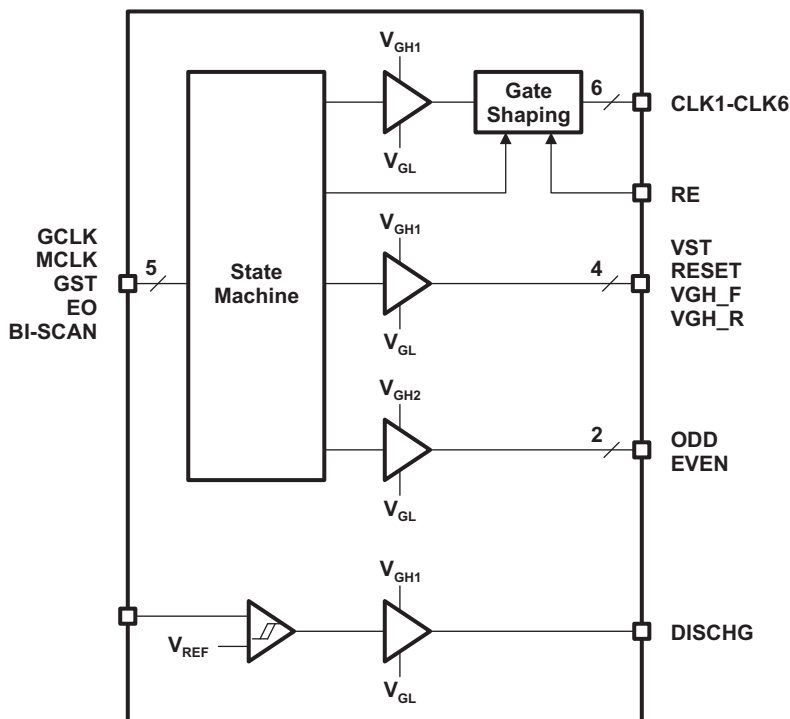 V_GH1
Gate
Shaping
6
CLK1-CLK6
V_GL
RE
GCLK
MCLK
GST
EO
BI-SCAN
5
State
Machine
V_GH1
V_GL
4
VST
RESET
VGH_F
VGH_R
V_GH2
V_GL
2
ODD
EVEN
V_REF
V_GH1
V_GL
DISCHG